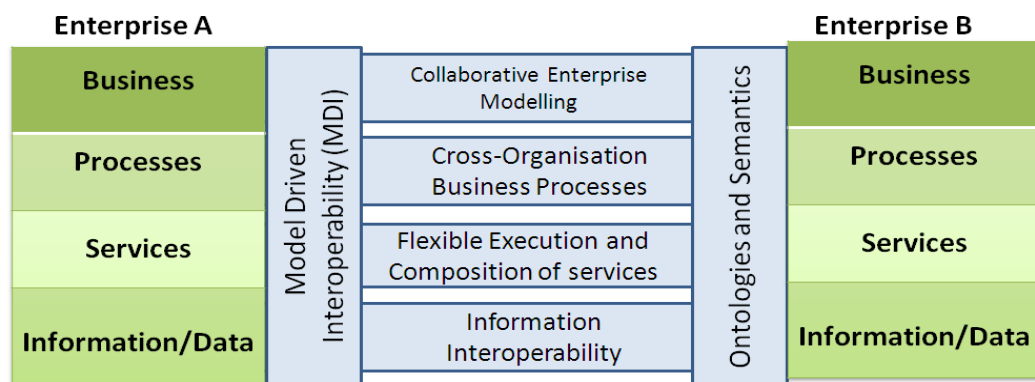 Enterprise A
Business
Processes
Services
Information/Data
Model Driven
Interoperability (MDI)
Collaborative Enterprise
Modelling
Cross-Organisation
Business Processes
Flexible Execution and
Composition of services
Information
Interoperability
Ontologies and Semantics
Enterprise B
Business
Processes
Services
Information/Data